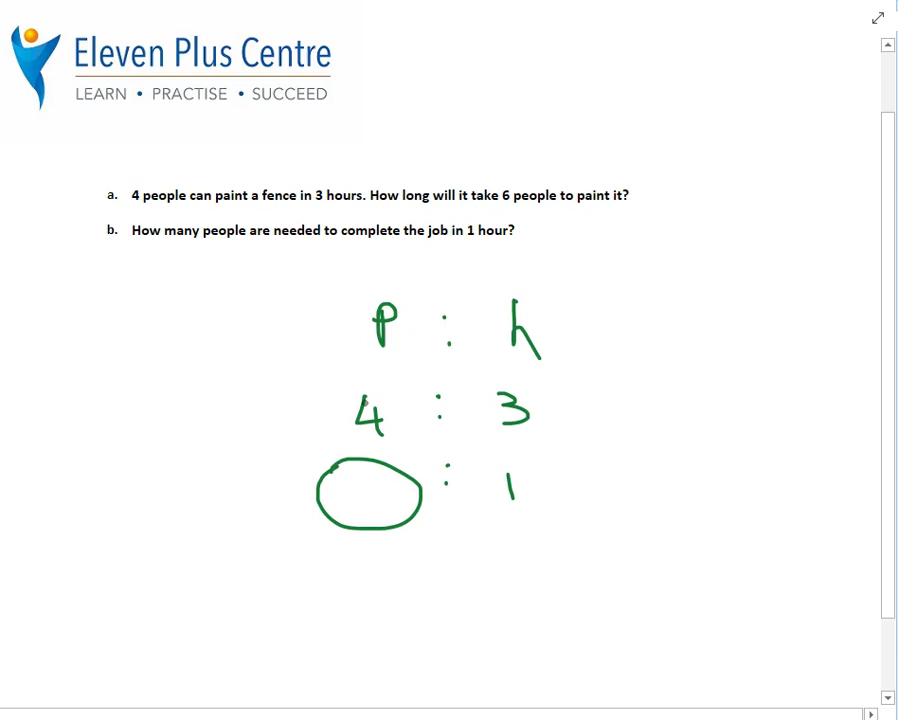 Eleven Plus Centre
LEARN • PRACTISE • SUCCEED
a. 4 people can paint a fence in 3 hours. How long will it take 6 people to paint it?
b. How many people are needed to complete the job in 1 hour?
P : h
4 : 3
: 1